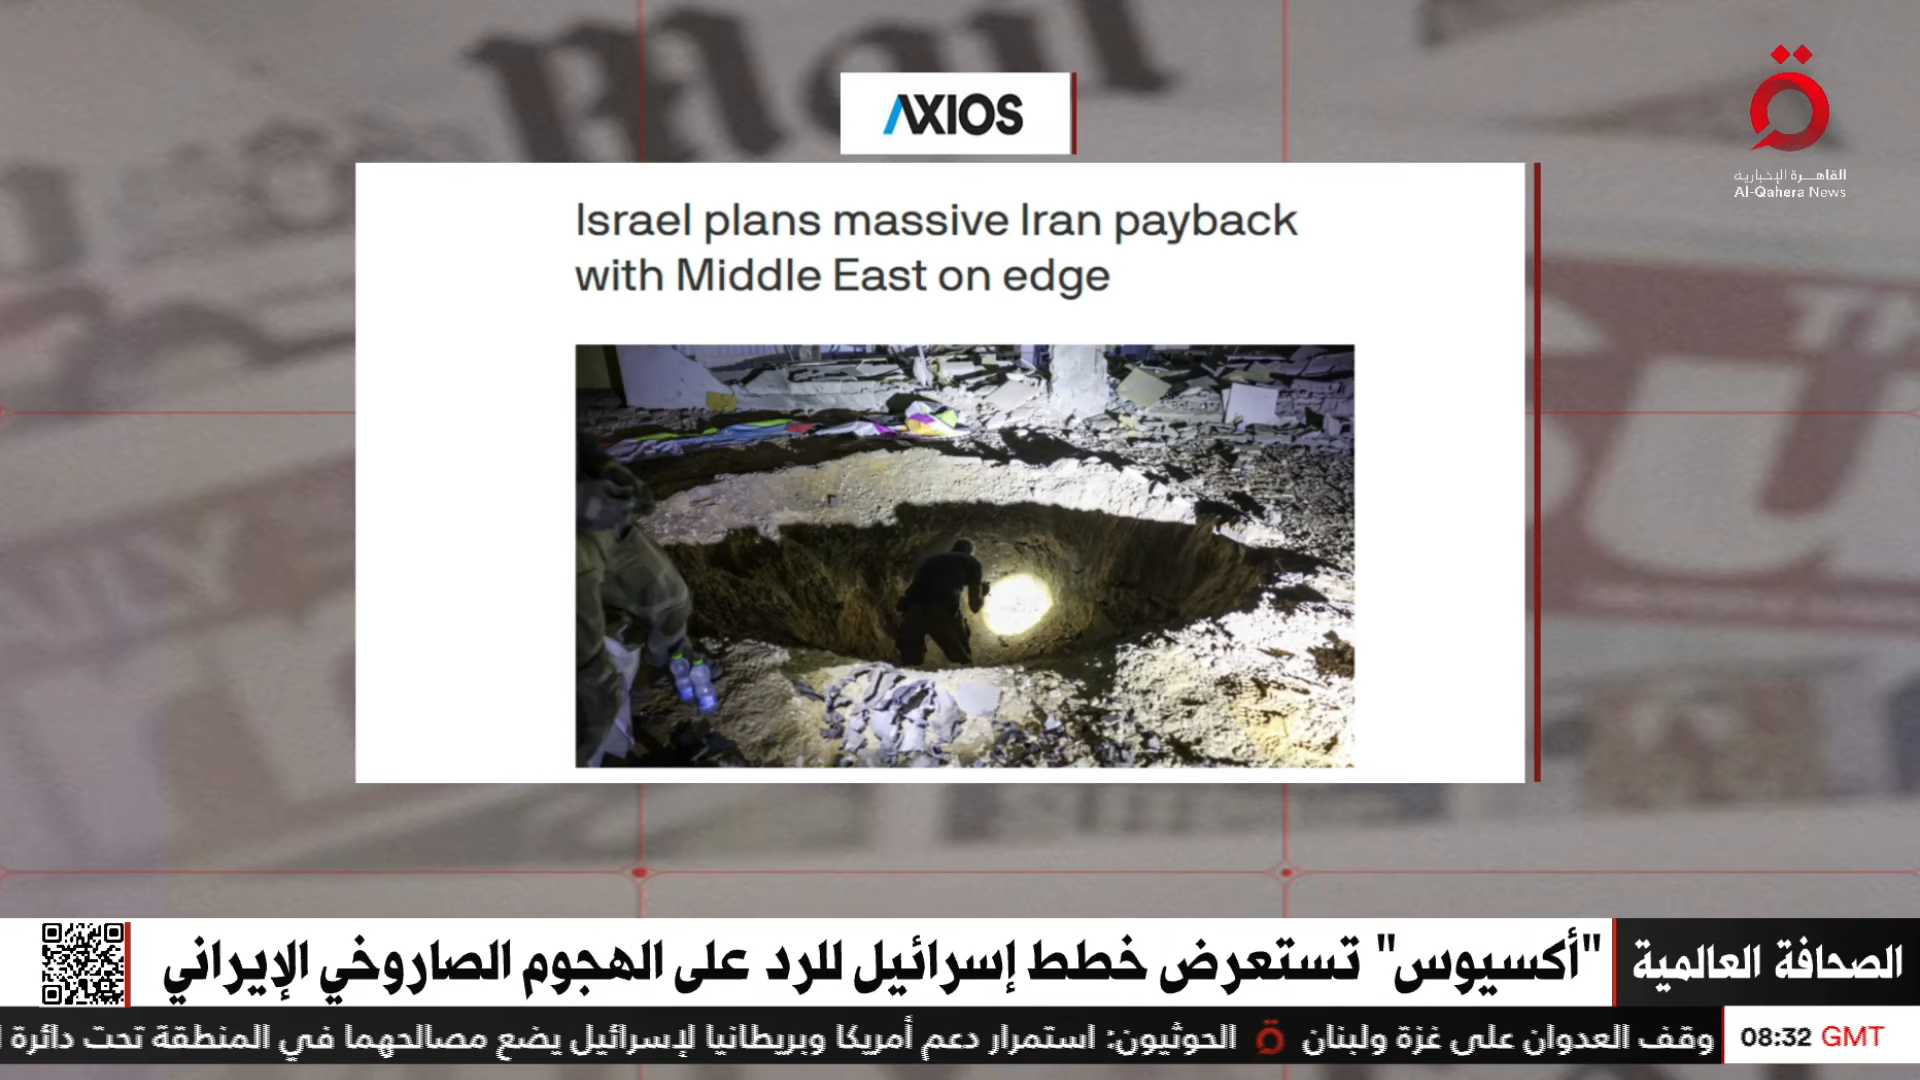 Mail
AXIOS
القاهرة الإخبارية
Al-Qahera News
Israel plans massive Iran payback
with Middle East on edge
الصحافة العالمية
"أكسيوس" تستعرض خطط إسرائيل للرد على الهجوم الصاروخي الإيراني
08:32 GMT
وقف العدوان على غزة ولبنان
الحوثيون: استمرار دعم أمريكا وبريطانيا لإسرائيل يضع مصالحهما في المنطقة تحت دائرة